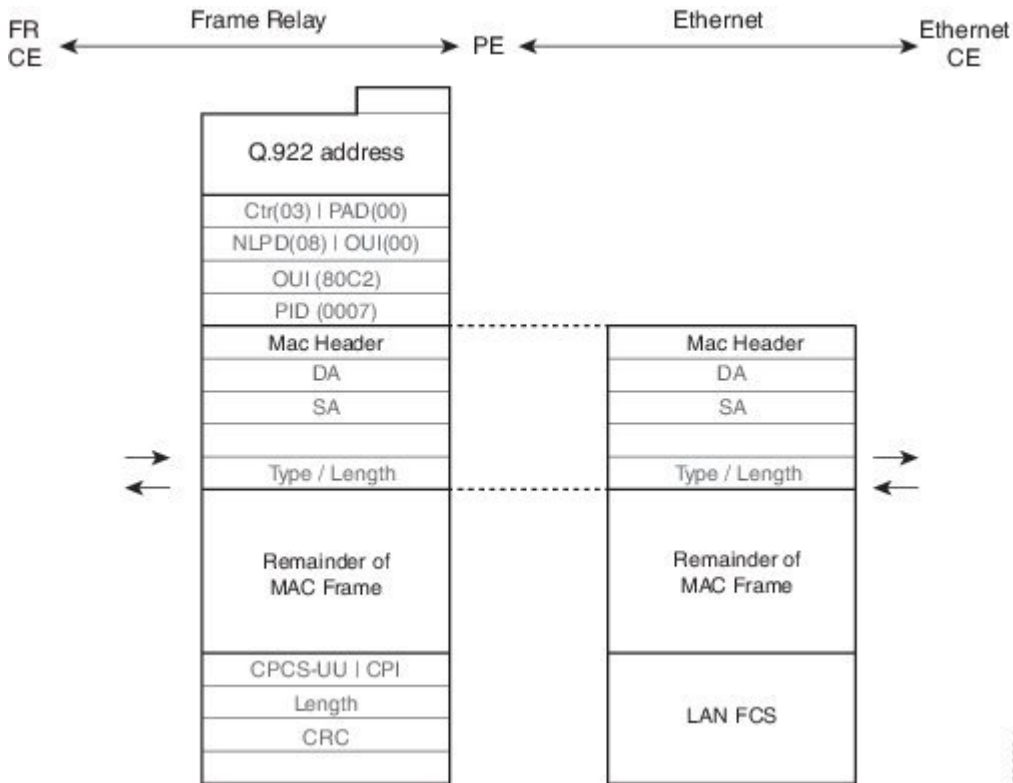 FR
CE
Frame Relay
PE
Ethernet
Ethernet
CE
Q.922 address
Ctr(03) | PAD(00)
NLPD(08) | OUI(00)
OUI (80C2)
PID (0007)
Mac Header
DA
SA
Type / Length
Remainder of
MAC Frame
CPCS-UU | CPI
Length
CRC
Mac Header
DA
SA
Type / Length
Remainder of
MAC Frame
LAN FCS